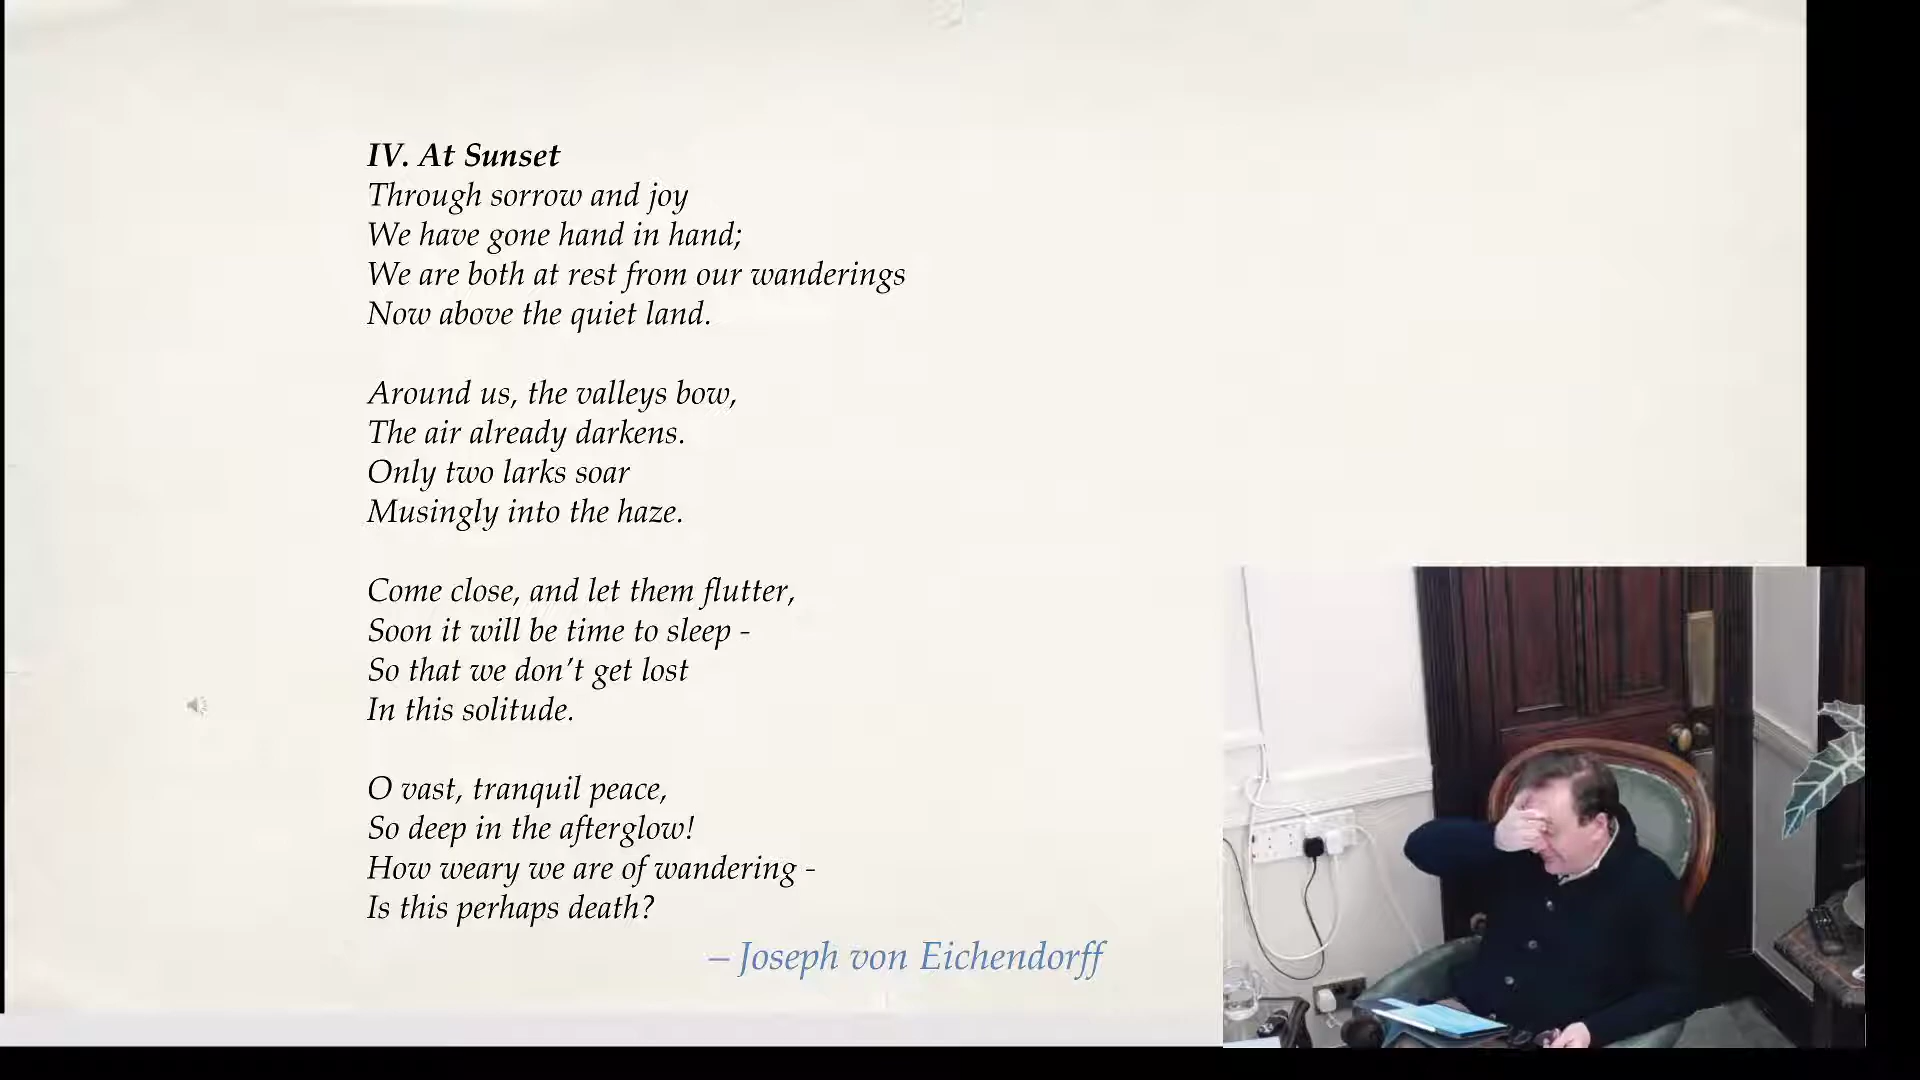 IV. At Sunset
Through sorrow and joy
We have gone hand in hand;
We are both at rest from our wanderings
Now above the quiet land.
Around us, the valleys bow,
The air already darkens.
Only two larks soar
Musingly into the haze.
Come close, and let them flutter,
Soon it will be time to sleep -
So that we don’t get lost
In this solitude.
O vast, tranquil peace,
So deep in the afterglow!
How weary we are of wandering -
Is this perhaps death?
– Joseph von Eichendorff